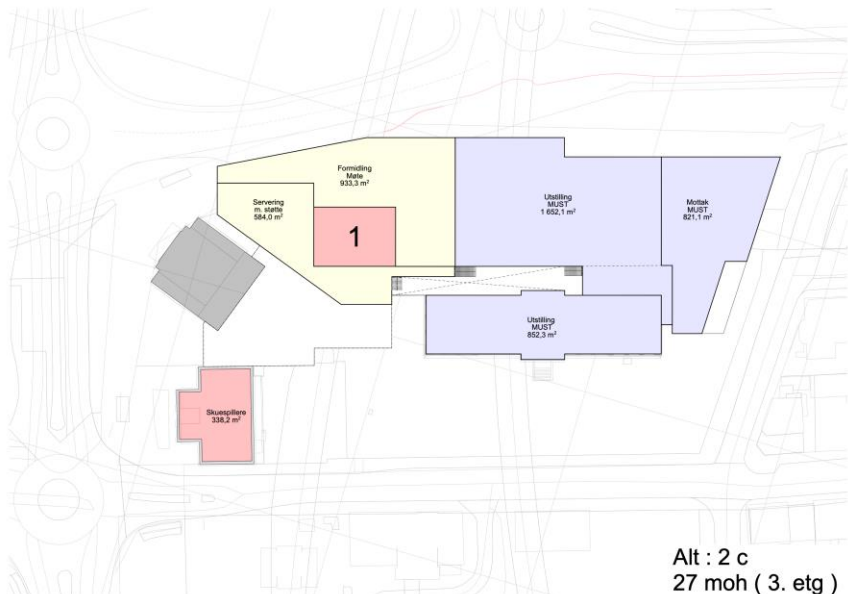 Formidling
Møte
933,3 m²
Servering
m. støtte
584,0 m²
1
Utstilling
MUST
1 652,1 m²
Mottak
MUST
821,1 m²
Utstilling
MUST
852,3 m²
Skuespillere
338,2 m²
Alt : 2 c
27 moh ( 3. etg )